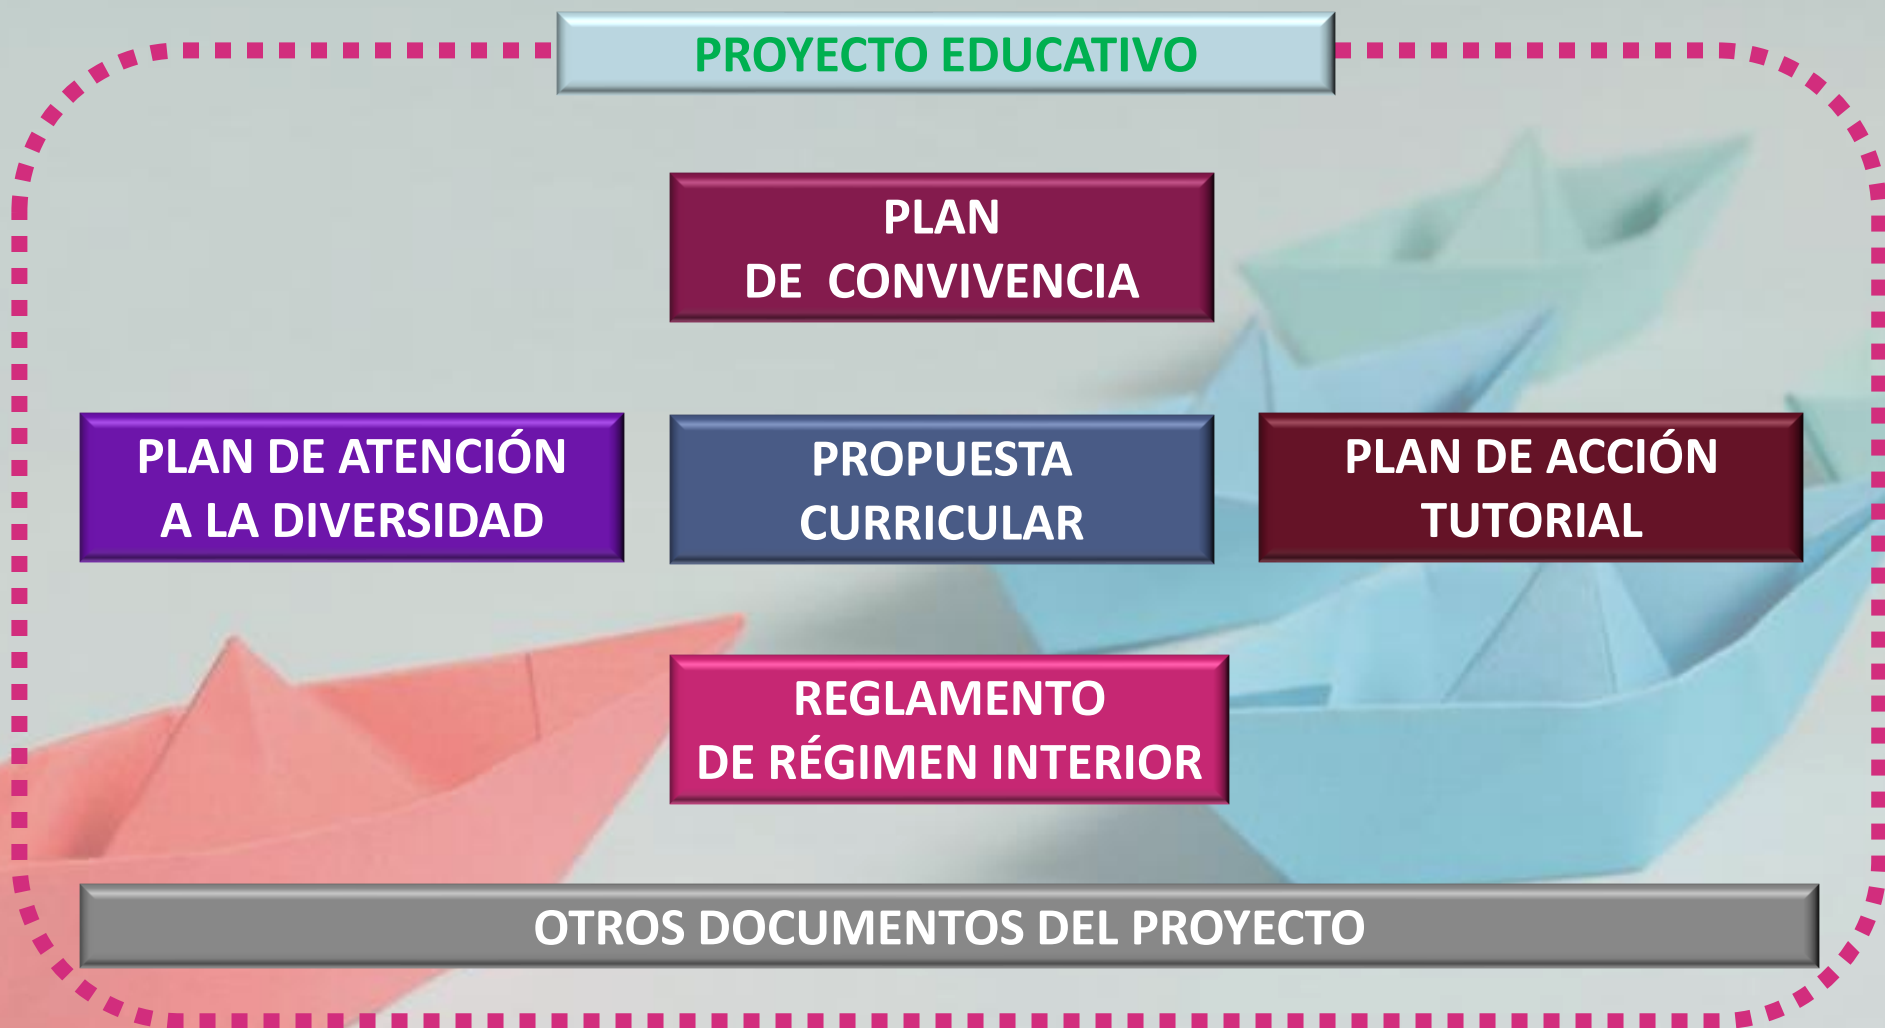 PROYECTO EDUCATIVO
PLAN
DE CONVIVENCIA
PLAN DE ATENCIÓN
A LA DIVERSIDAD
PROPUESTA
CURRICULAR
PLAN DE ACCIÓN
TUTORIAL
REGLAMENTO
DE RÉGIMEN INTERIOR
OTROS DOCUMENTOS DEL PROYECTO